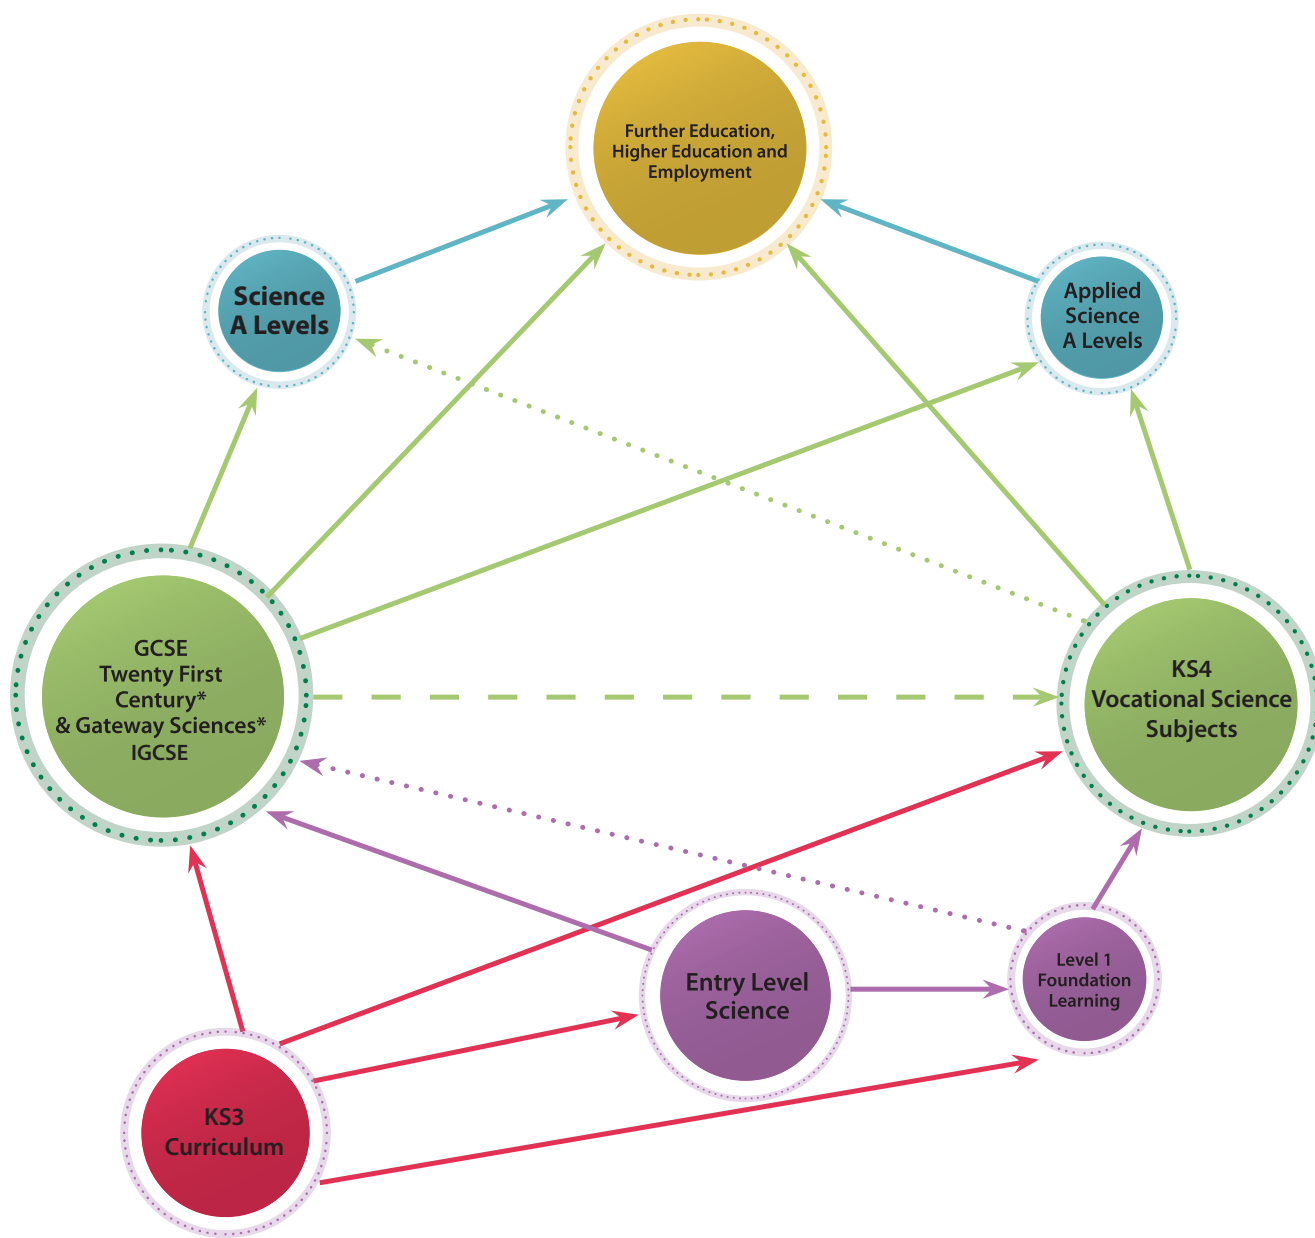 Further Education,
Higher Education and
Employment
Science
A Levels
Applied
Science
A Levels
GCSE
Twenty First
Century*
& Gateway Sciences*
IGCSE
KS4
Vocational Science
Subjects
Entry Level
Science
Level 1
Foundation
Learning
KS3
Curriculum